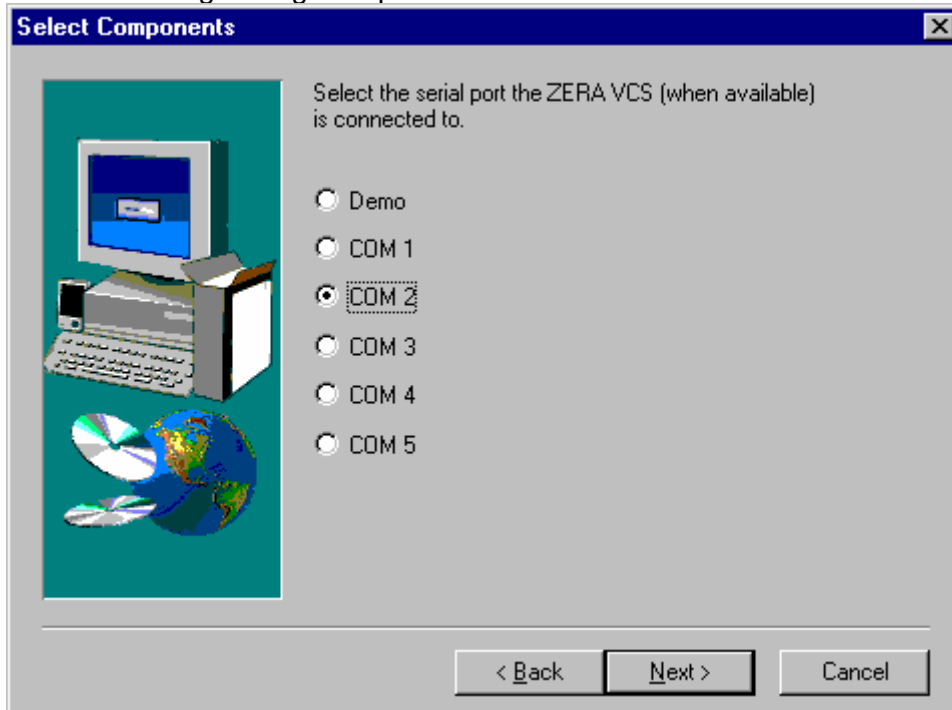 Select Components
Select the serial port the ZERA VCS (when available)
is connected to.
Demo
COM 1
COM 2
COM 3
COM 4
COM 5
< Back
Next >
Cancel